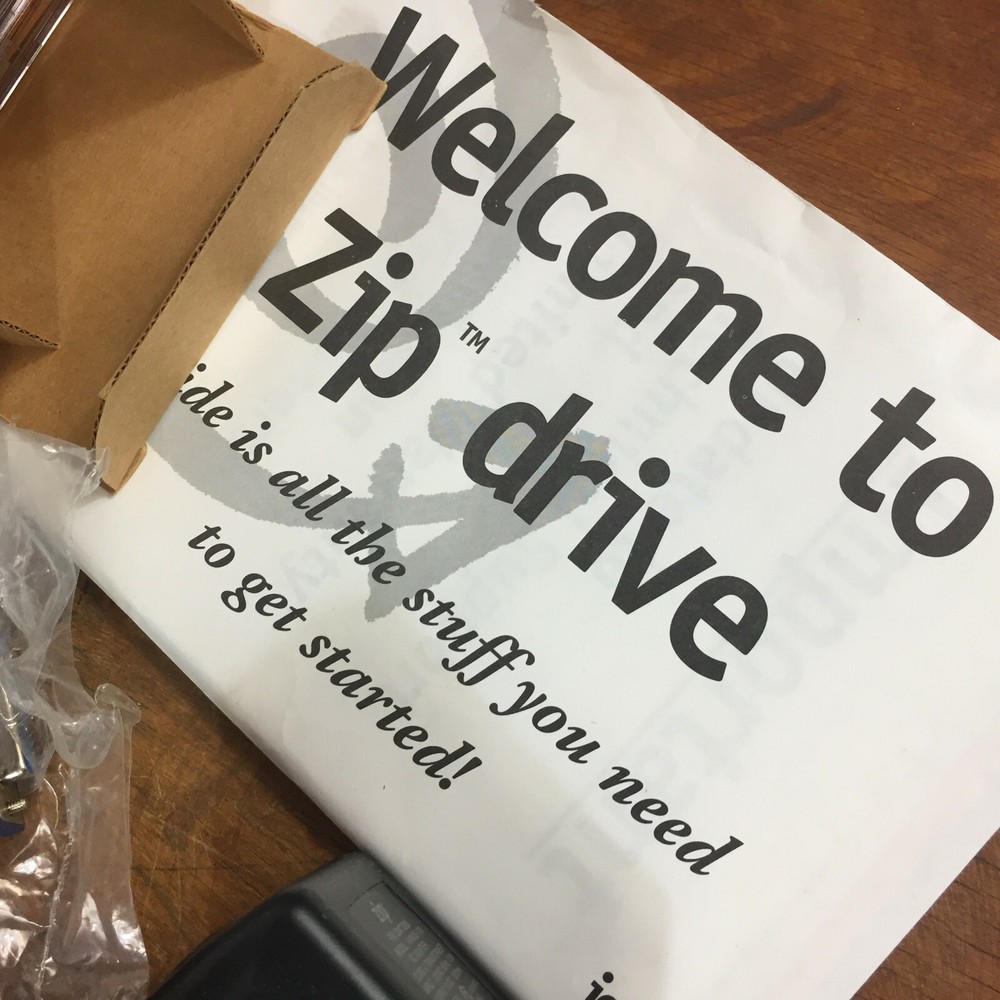 Welcome to
Zip™ drive
ide is all the stuff you need
to get started!